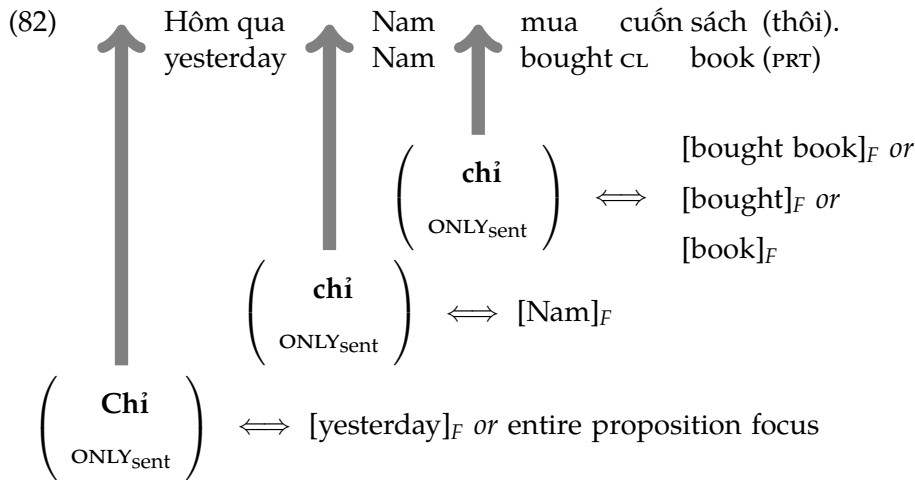 (82) Hôm qua Nam mua cuốn sách (thôi).
yesterday Nam bought CL book (PRT)
[bought book]F or
chỉ
⟺ [bought]F or
ONLYsent
[book]F
chỉ
⟺ [Nam]F
ONLYsent
Chỉ
⟺ [yesterday]F or entire proposition focus
ONLYsent